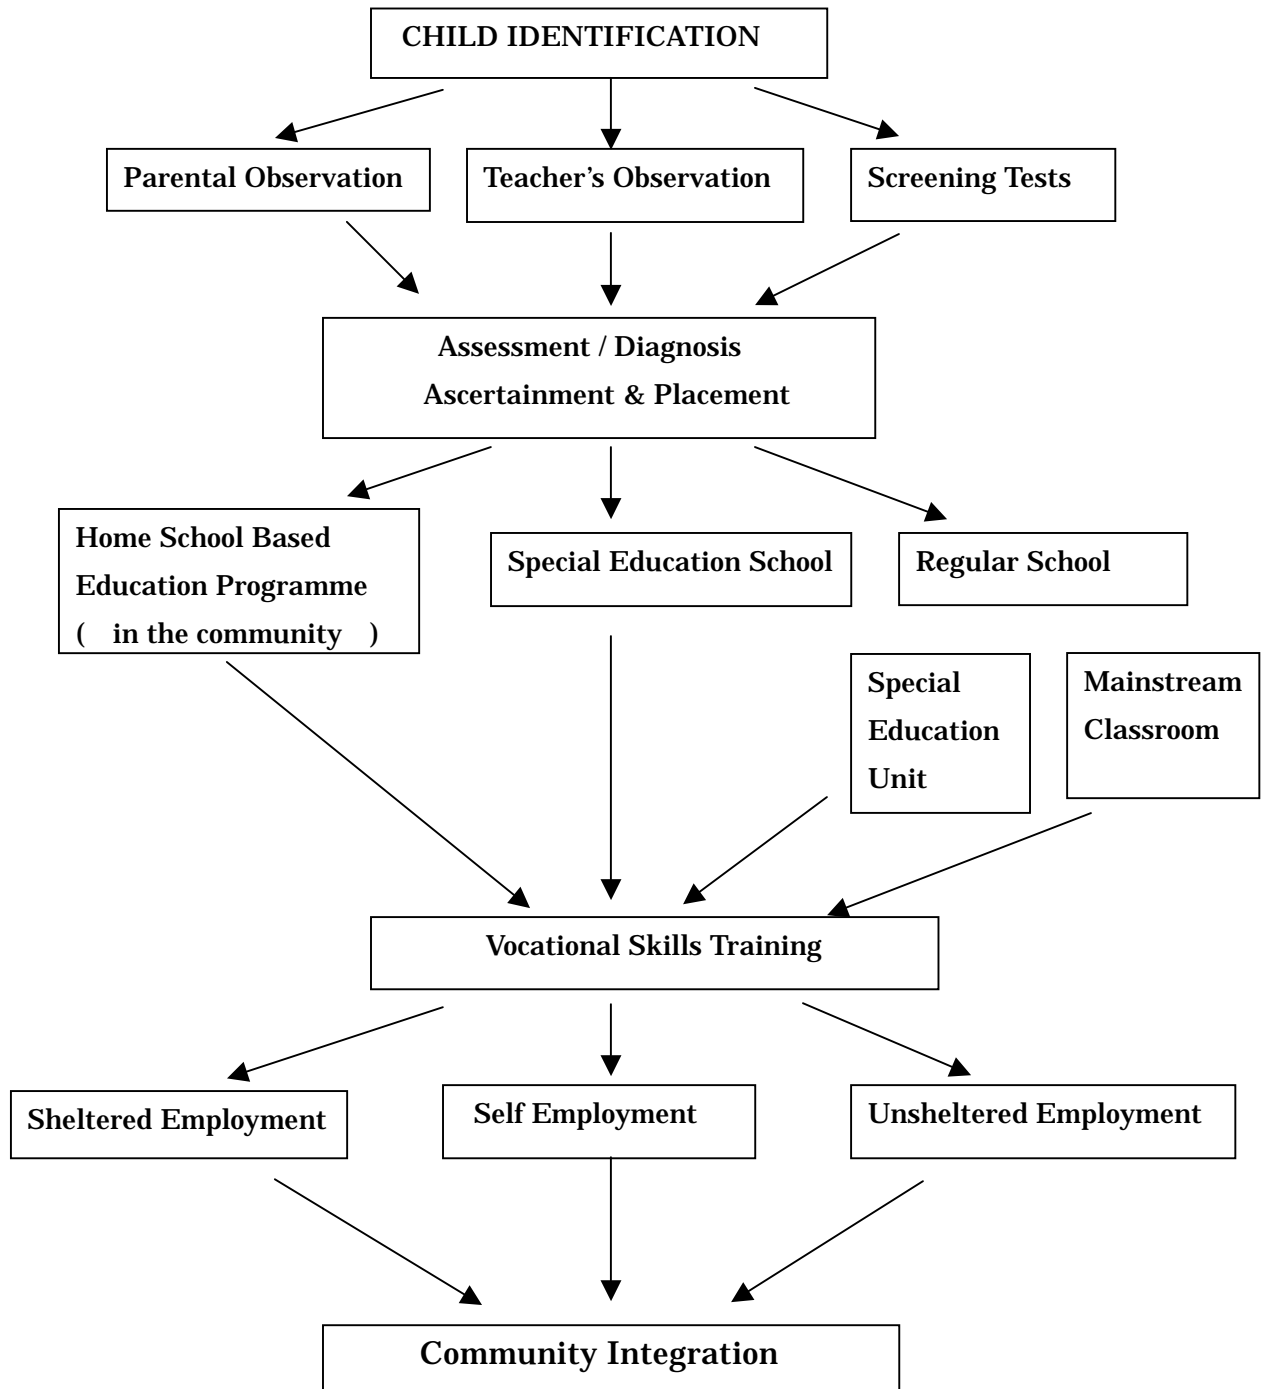 CHILD IDENTIFICATION
Parental Observation
Teacher’s Observation
Screening Tests
Assessment / Diagnosis
Ascertainment & Placement
Home School Based
Education Programme
( in the community )
Special Education School
Regular School
Special
Education
Unit
Mainstream
Classroom
Vocational Skills Training
Sheltered Employment
Self Employment
Unsheltered Employment
Community Integration